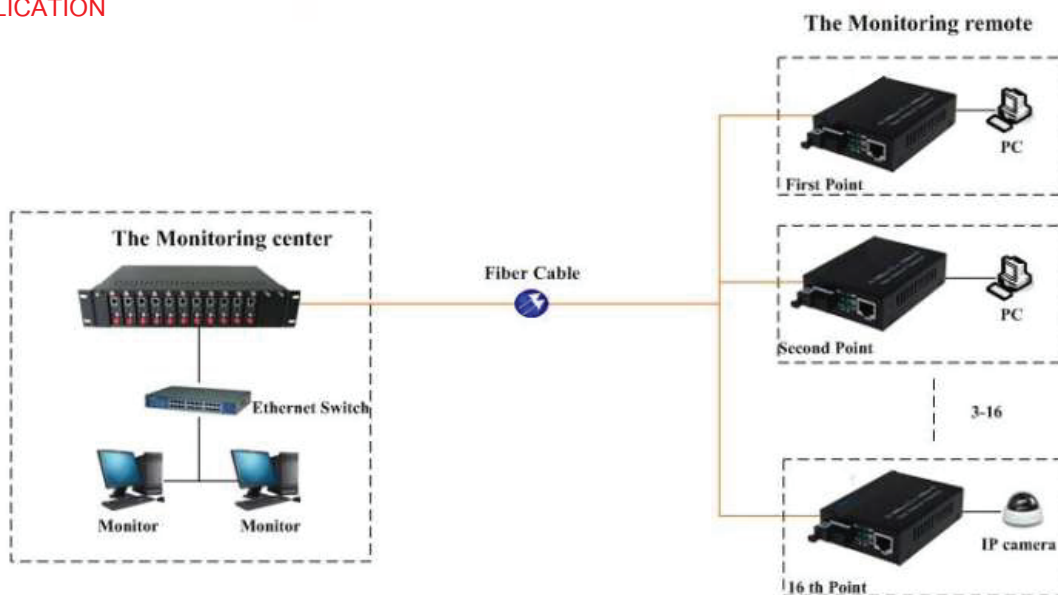 LICATION
The Monitoring remote
PC
First Point
The Monitoring center
Fiber Cable
PC
Second Point
Ethernet Switch
3-16
Monitor
Monitor
IP camera
16 th Point